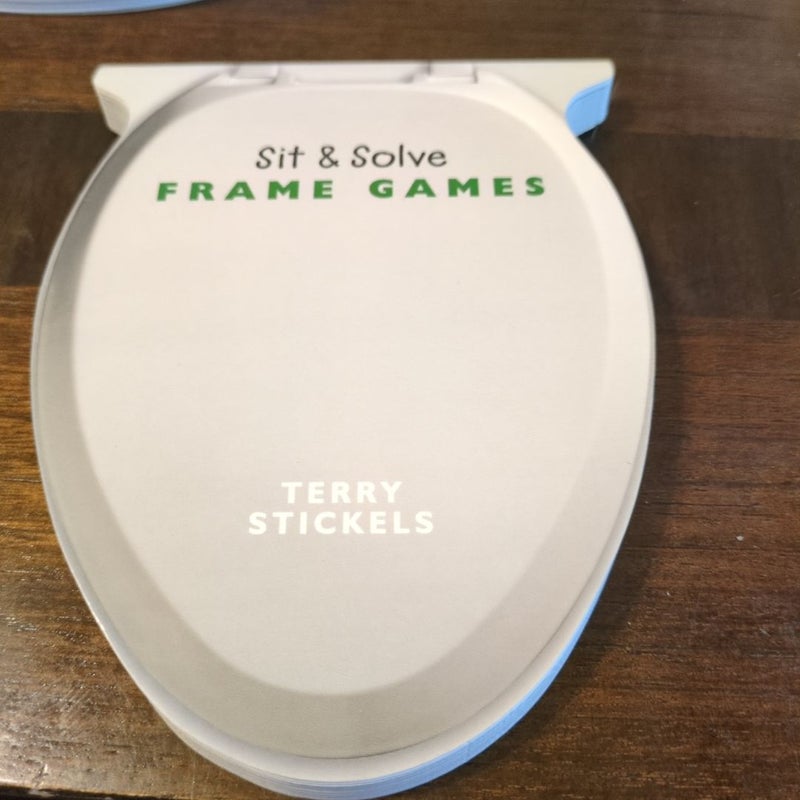 Sit & Solve
FRAME GAMES
TERRY
STICKELS